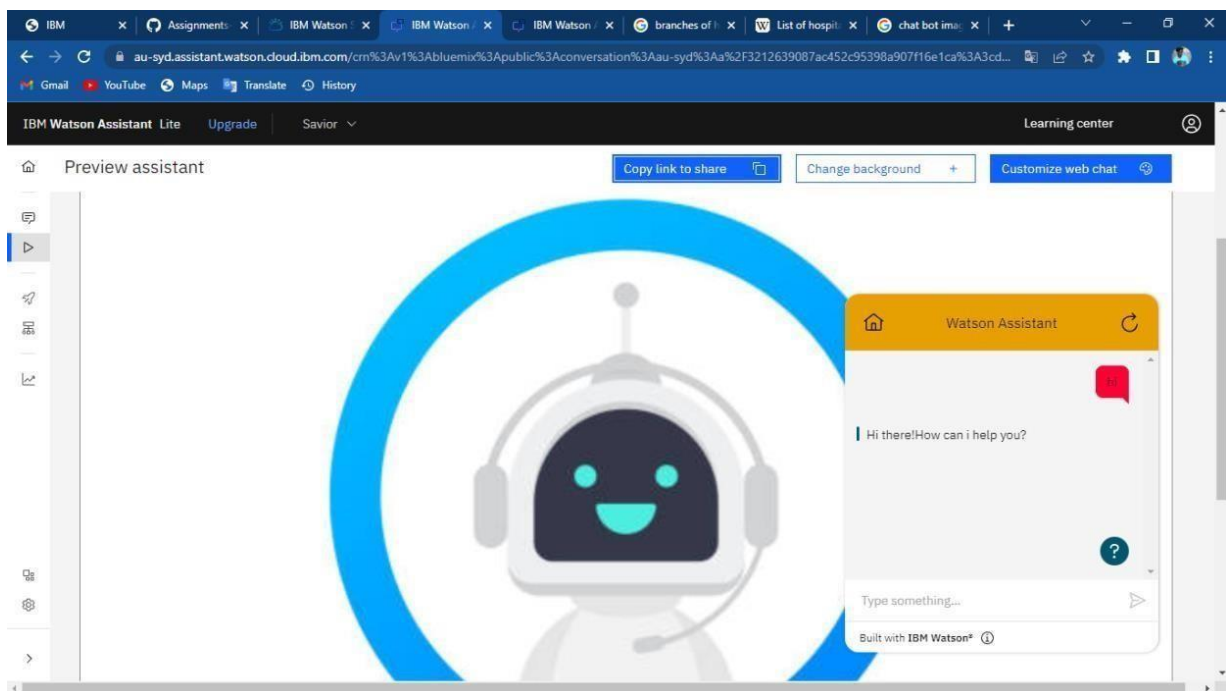 IBM
Assignments
IBM Watson
IBM Watson
IBM Watson
branches of
List of hospit
chat bot ima
au-syd.assistant.watson.cloud.ibm.com/crn%3Av1%3Abluemix%3Apublic%3Aconversation%3Aau-syd%3Aa%2F3212639087ac452c95398a907f16e1ca%3A3cd...
Gmail
YouTube
Maps
Translate
History
IBM Watson Assistant Lite
Upgrade
Savior
Learning center
Preview assistant
Copy link to share
Change background +
Customize web chat
Watson Assistant
Hi
Hi there!How can i help you?
?
Type something...
Built with IBM Watson®